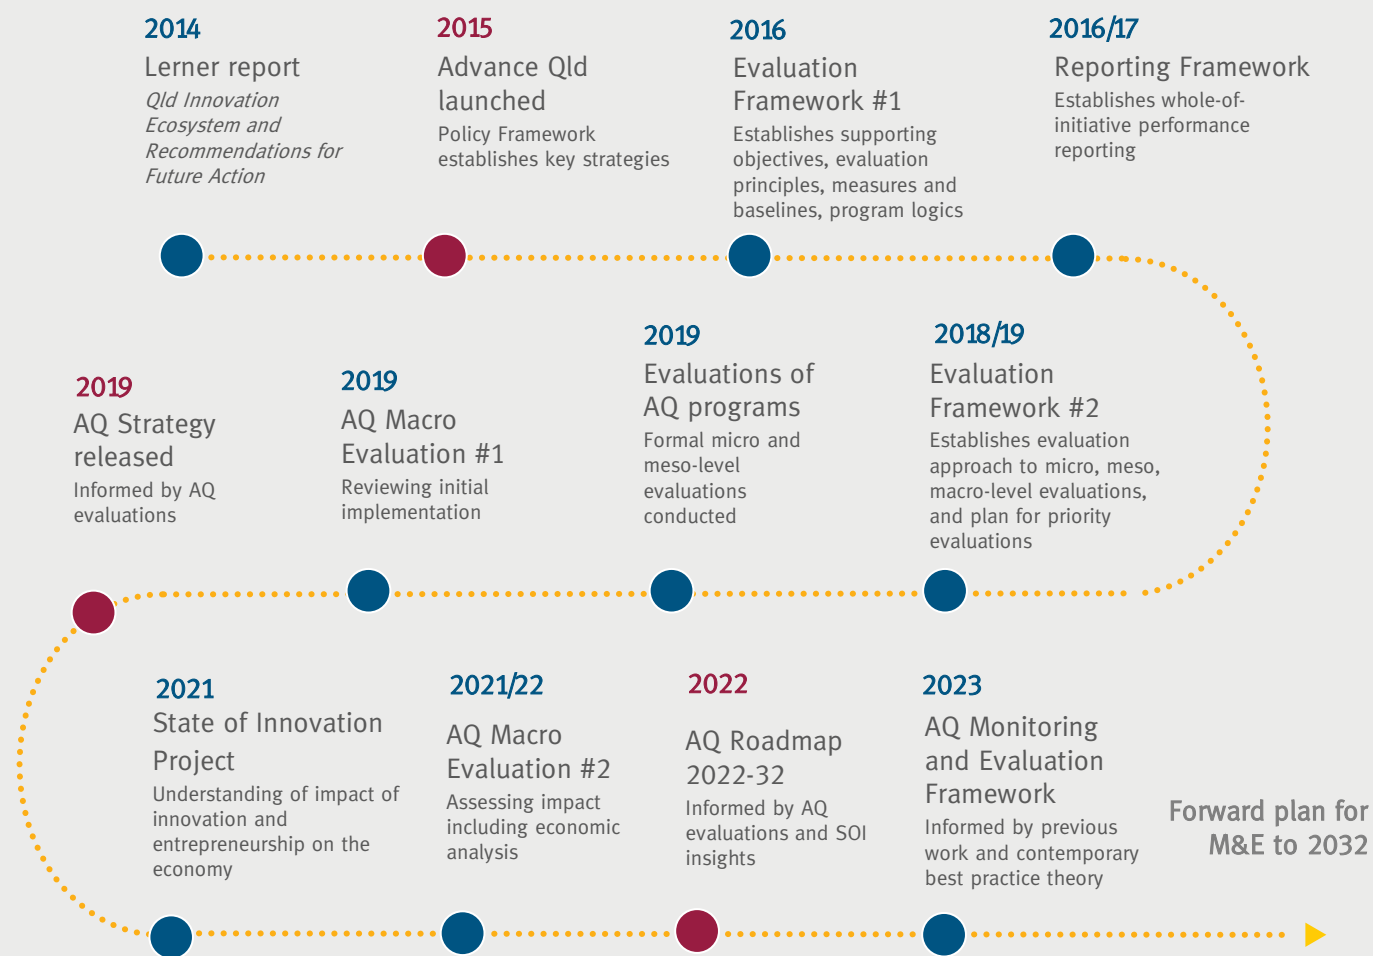 2014
Lerner report
Qld Innovation
Ecosystem and
Recommendations for
Future Action
2015
Advance Qld
launched
Policy Framework
establishes key strategies
2016
Evaluation
Framework #1
Establishes supporting
objectives, evaluation
principles, measures and
baselines, program logics
2016/17
Reporting Framework
Establishes whole-of-
initiative performance
reporting
2019
AQ Strategy
released
Informed by AQ
evaluations
2019
AQ Macro
Evaluation #1
Reviewing initial
implementation
2019
Evaluations of
AQ programs
Formal micro and
meso-level
evaluations
conducted
2018/19
Evaluation
Framework #2
Establishes evaluation
approach to micro, meso,
macro-level evaluations,
and plan for priority
evaluations
2021
State of Innovation
Project
Understanding of impact of
innovation and
entrepreneurship on the
economy
2021/22
AQ Macro
Evaluation #2
Assessing impact
including economic
analysis
2022
AQ Roadmap
2022-32
Informed by AQ
evaluations and SOI
insights
2023
AQ Monitoring
and Evaluation
Framework
Informed by previous
work and contemporary
best practice theory
Forward plan for
M&E to 2032